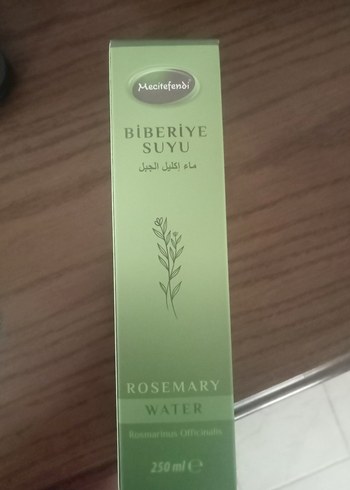 Mecitefendi
BİBERİYE
SUYU
ماء إكليل الجبل
ROSEMARY
WATER
Rosmarinus Officinalis
250 ml ℮